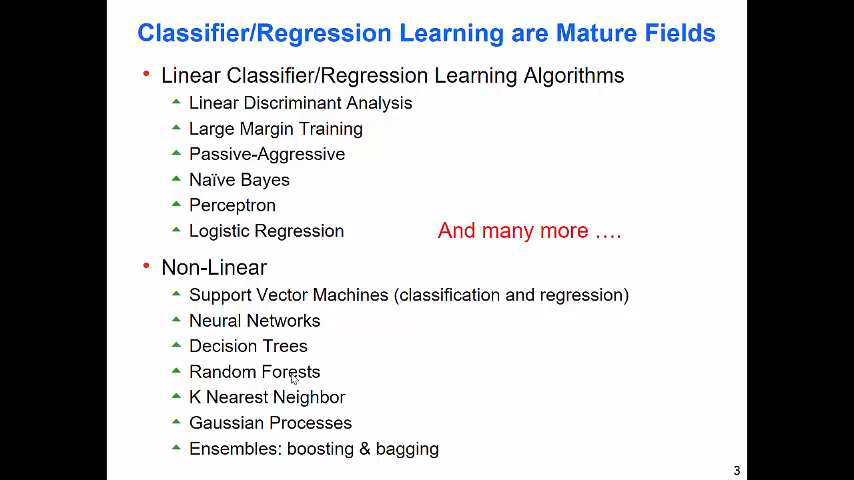 Classifier/Regression Learning are Mature Fields
• Linear Classifier/Regression Learning Algorithms
Linear Discriminant Analysis
Large Margin Training
Passive-Aggressive
Naïve Bayes
Perceptron
Logistic Regression
And many more ….
• Non-Linear
Support Vector Machines (classification and regression)
Neural Networks
Decision Trees
Random Forests
K Nearest Neighbor
Gaussian Processes
Ensembles: boosting & bagging
3